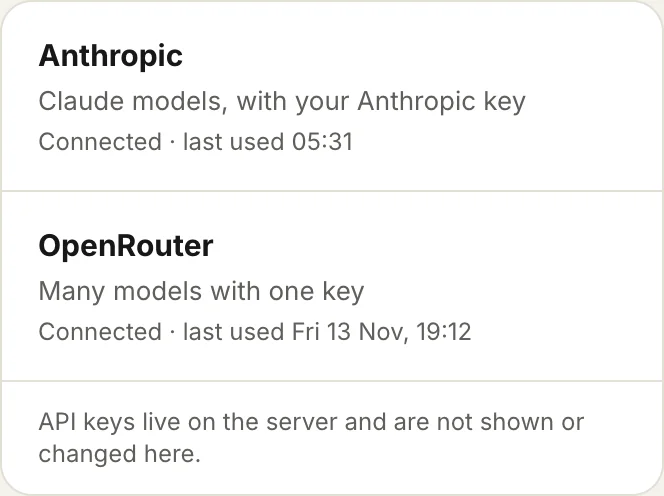 Anthropic
Claude models, with your Anthropic key
Connected · last used 05:31
OpenRouter
Many models with one key
Connected · last used Fri 13 Nov, 19:12
API keys live on the server and are not shown or
changed here.